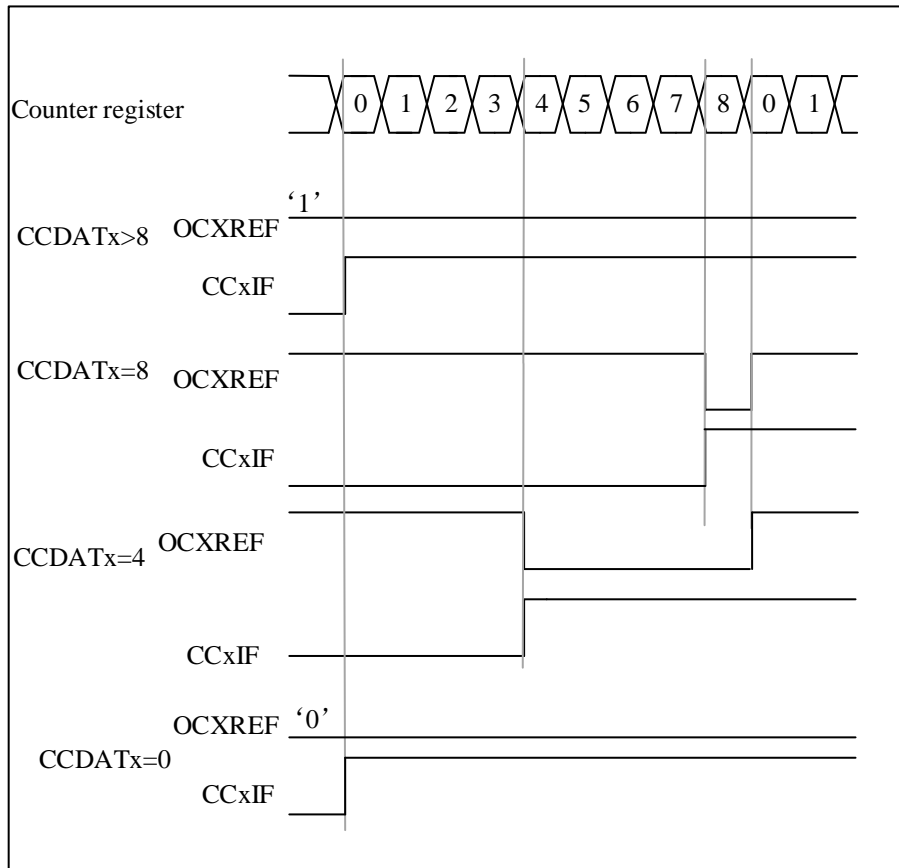 Counter register 0 1 2 3 4 5 6 7 8 0 1
‘1’
CCDATx>8 OCXREF
CCxIF
CCDATx=8 OCXREF
CCxIF
CCDATx=4 OCXREF
CCxIF
OCXREF ‘0’
CCDATx=0
CCxIF